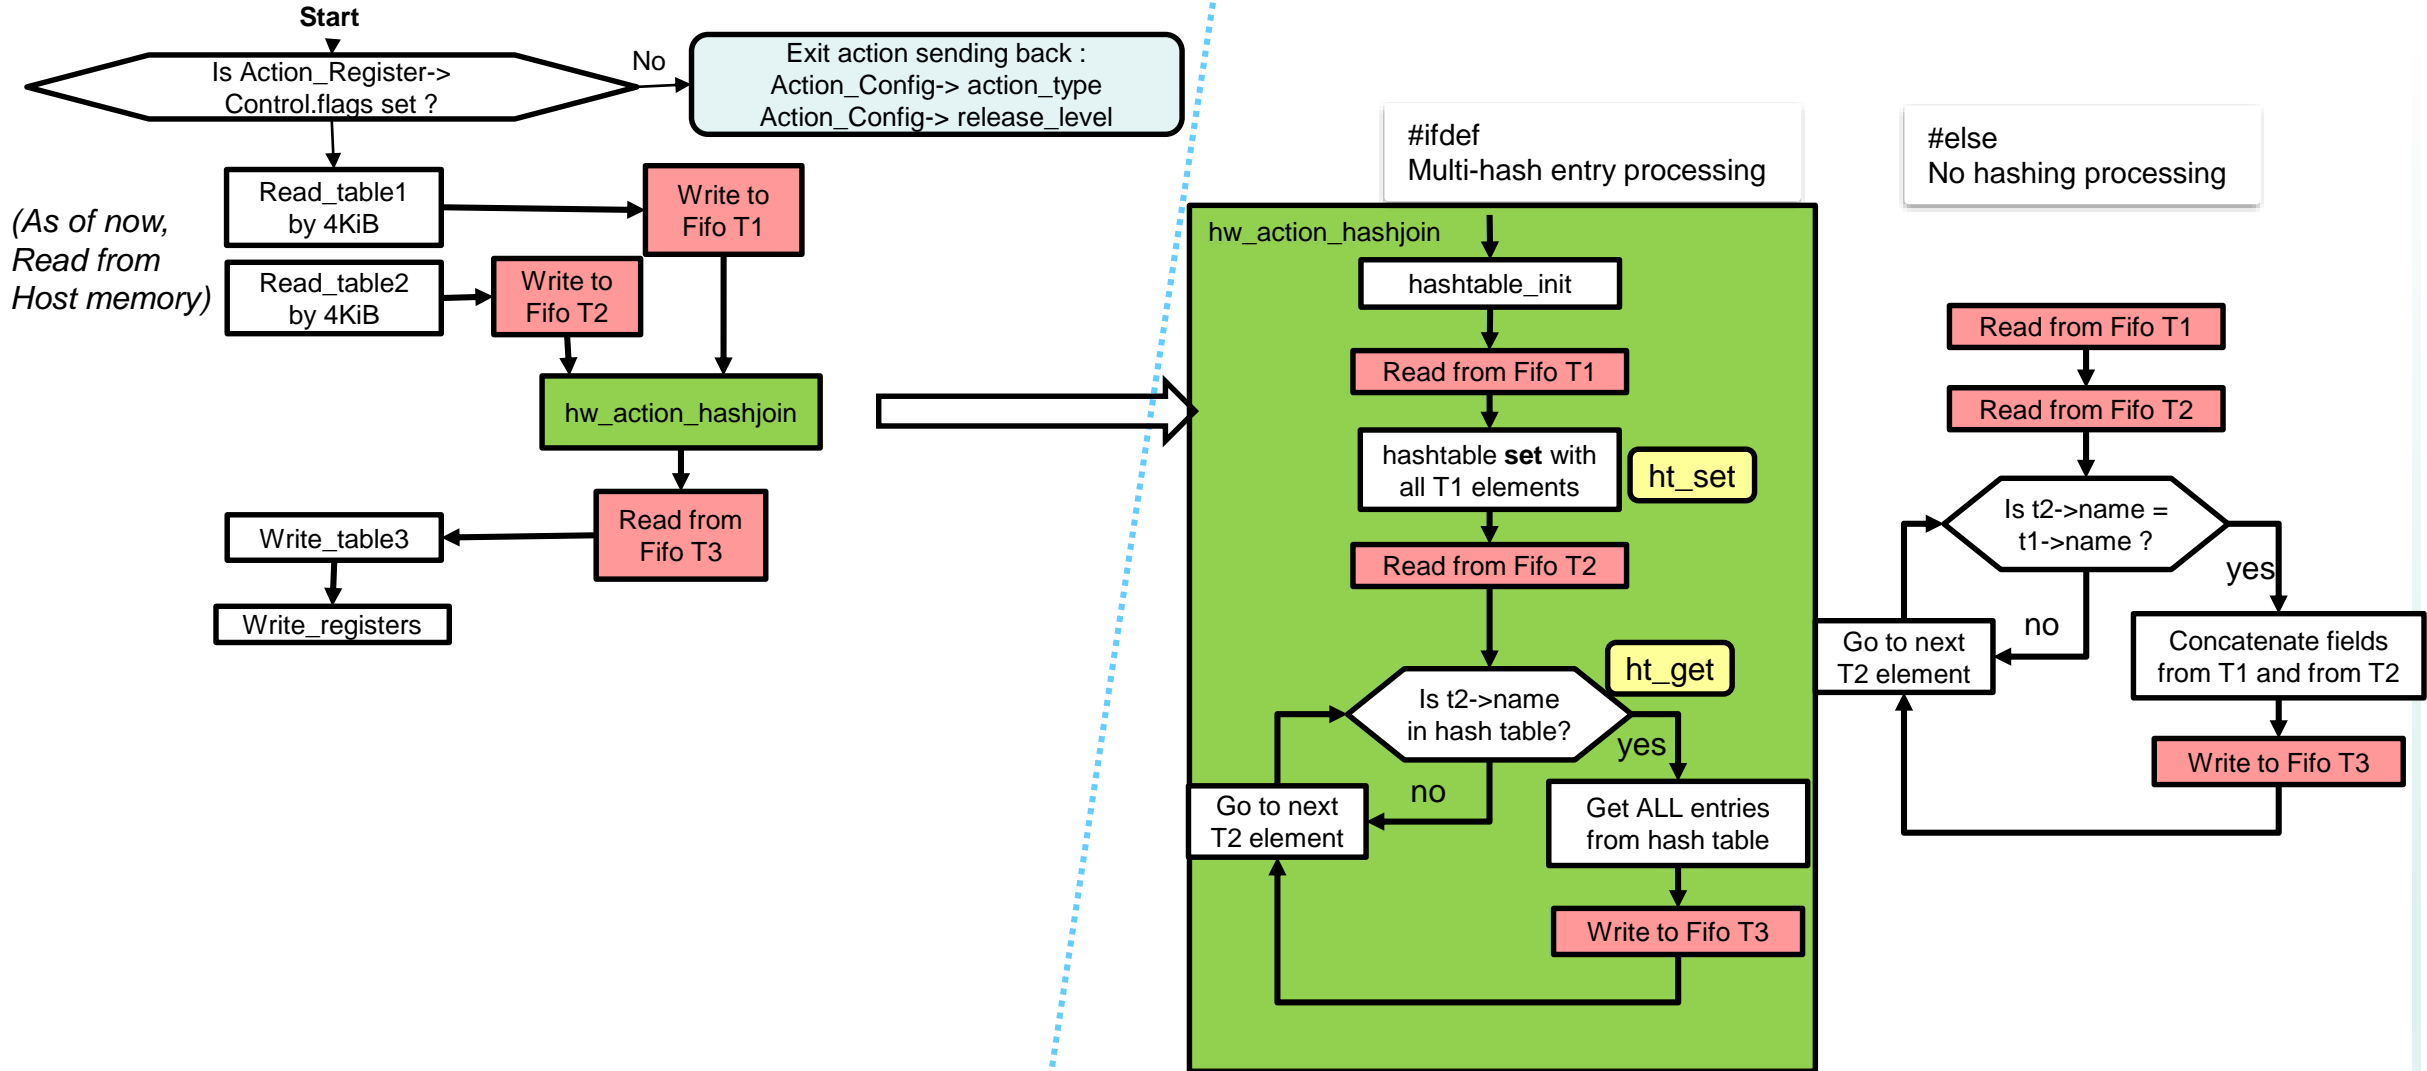 Start
Is Action_Register->
Control.flags set ?
No
Exit action sending back :
Action_Config-> action_type
Action_Config-> release_level
(As of now,
Read from
Host memory)
Read_table1
by 4KiB
Write to
Fifo T1
Read_table2
by 4KiB
Write to
Fifo T2
hw_action_hashjoin
Read from
Fifo T3
Write_table3
Write_registers
#ifdef
Multi-hash entry processing
hw_action_hashjoin
hashtable_init
Read from Fifo T1
hashtable set with
all T1 elements
ht_set
Read from Fifo T2
ht_get
Is t2->name
in hash table?
yes
no
Go to next
T2 element
Get ALL entries
from hash table
Write to Fifo T3
#else
No hashing processing
Read from Fifo T1
Read from Fifo T2
Is t2->name =
t1->name ?
yes
no
Go to next
T2 element
Concatenate fields
from T1 and from T2
Write to Fifo T3